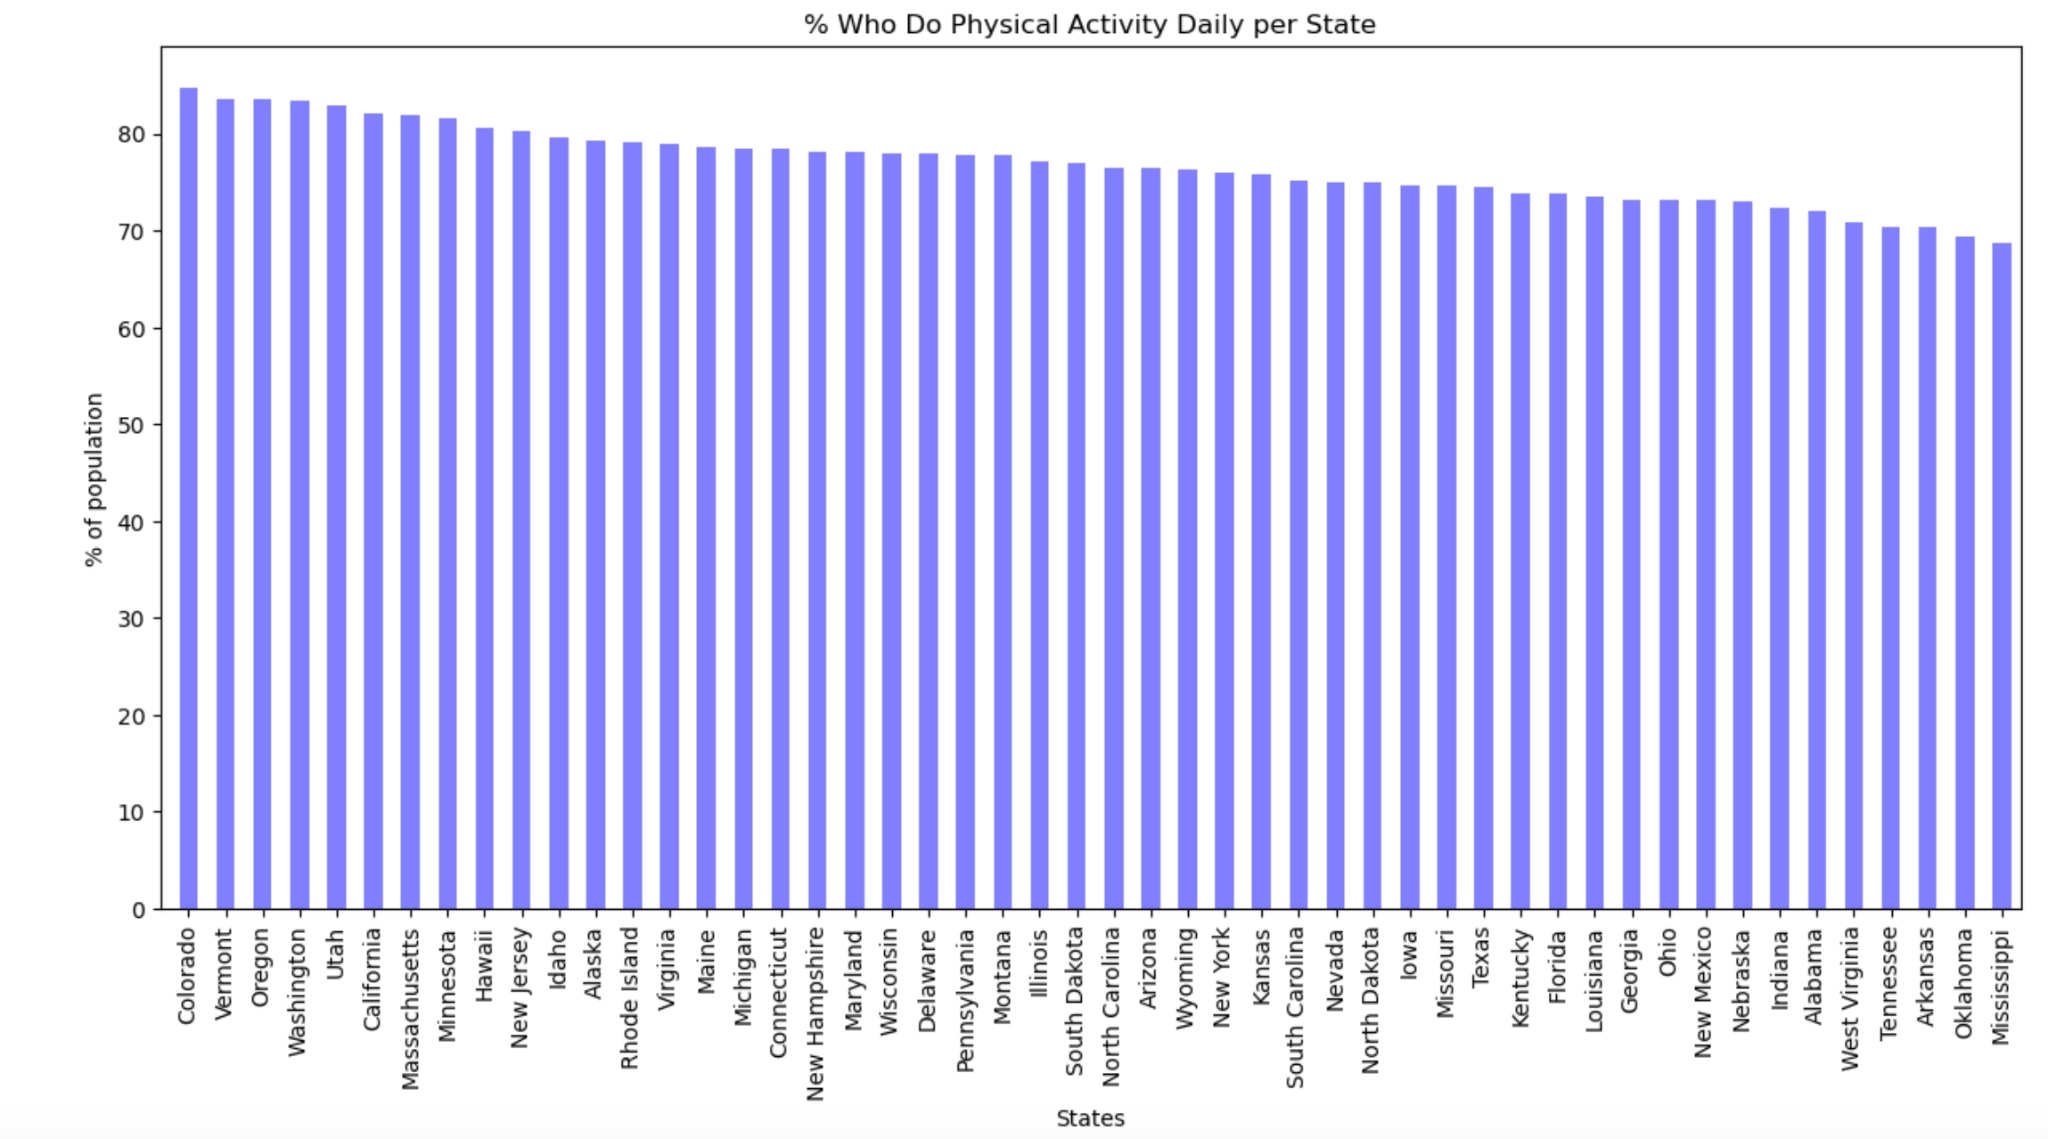 % Who Do Physical Activity Daily per State
% of population
80
70
60
50
40
30
20
10
0
Colorado
Vermont
Oregon
Washington
Utah
California
Massachusetts
Minnesota
Hawaii
New Jersey
Idaho
Alaska
Rhode Island
Virginia
Maine
Michigan
Connecticut
New Hampshire
Maryland
Wisconsin
Delaware
Pennsylvania
Montana
Illinois
South Dakota
North Carolina
Arizona
Wyoming
New York
Kansas
South Carolina
Nevada
North Dakota
Iowa
Missouri
Texas
Kentucky
Florida
Louisiana
Georgia
Ohio
New Mexico
Nebraska
Indiana
Alabama
West Virginia
Tennessee
Arkansas
Oklahoma
Mississippi
States